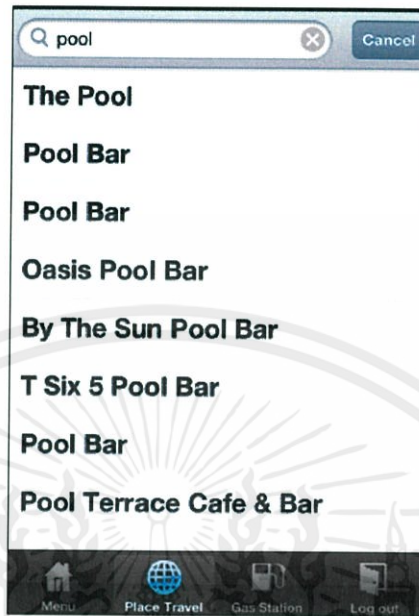 pool
Cancel
The Pool
Pool Bar
Pool Bar
Oasis Pool Bar
By The Sun Pool Bar
T Six 5 Pool Bar
Pool Bar
Pool Terrace Cafe & Bar
Menu Place Travel Gas Station Log out